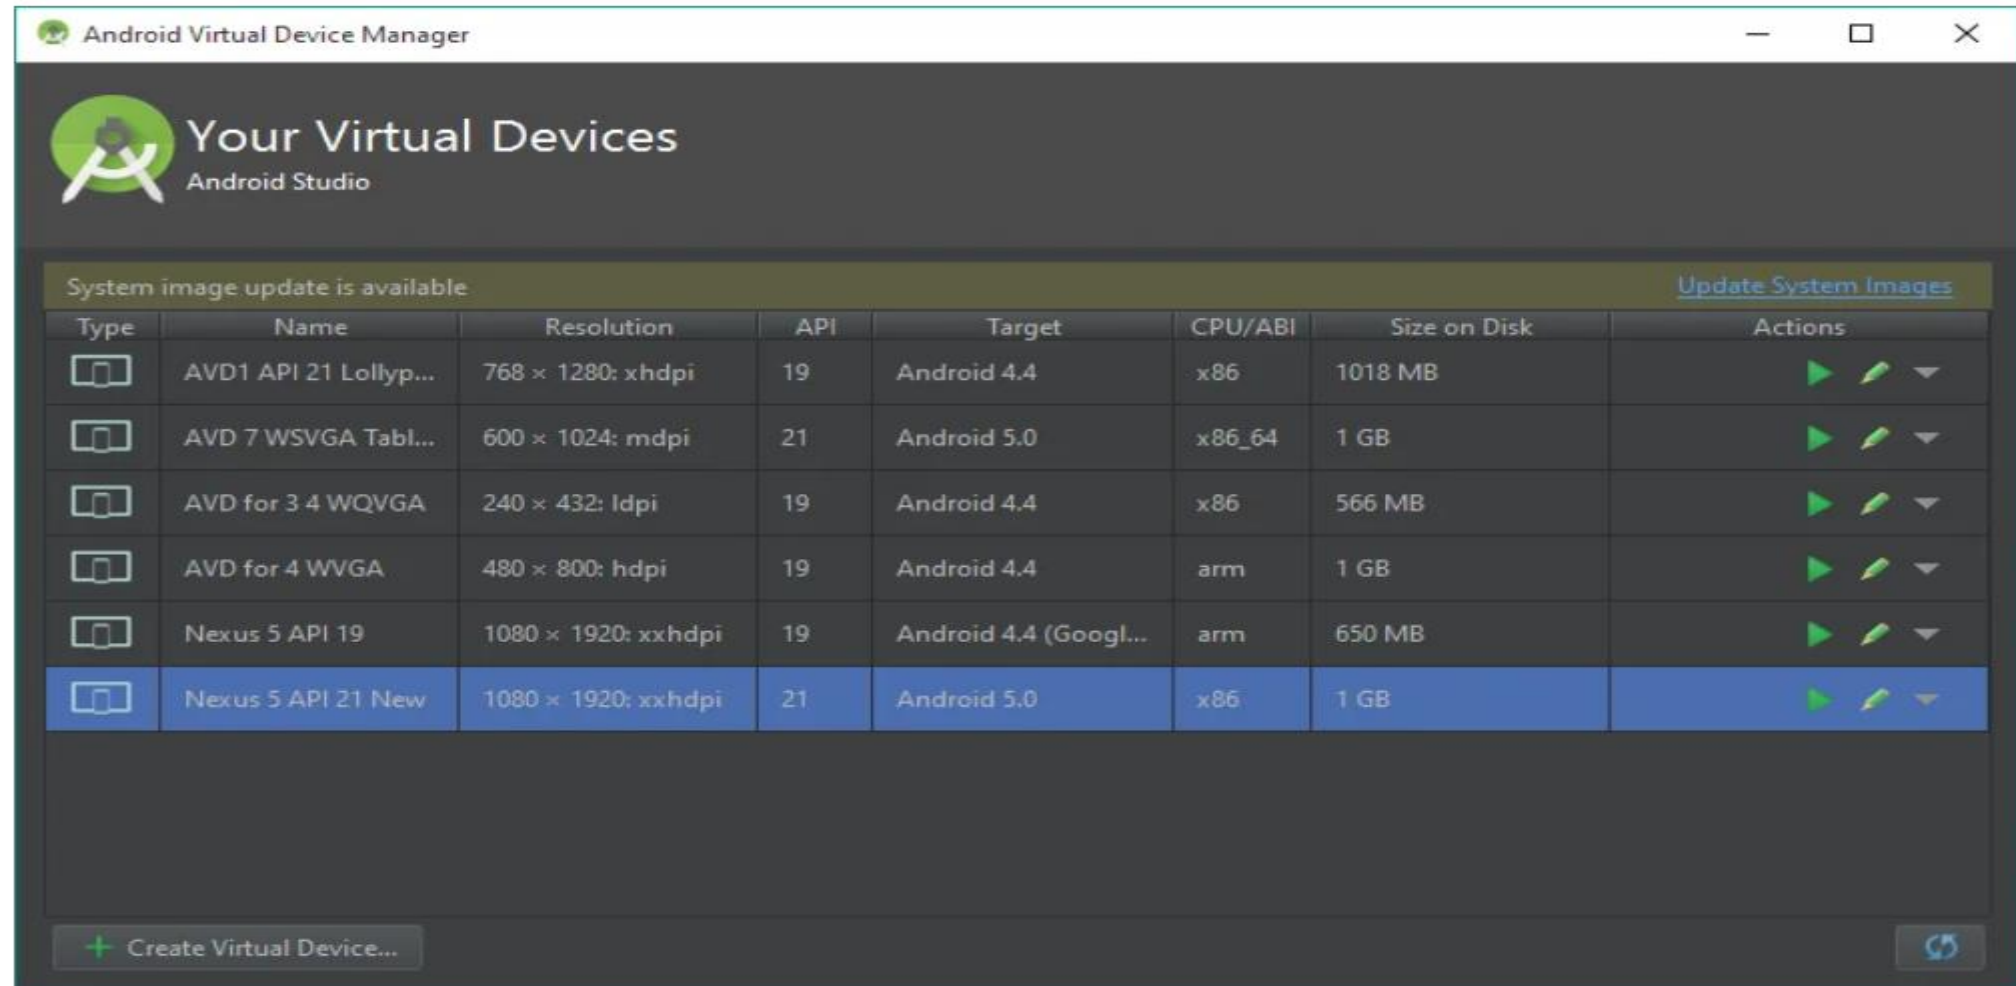 Android Virtual Device Manager
Your Virtual Devices
Android Studio
System image update is available Update System Images
Type Name Resolution API Target CPU/ABI Size on Disk Actions
AVD1 API 21 Lollyp... 768 × 1280: xhdpi 19 Android 4.4 x86 1018 MB
AVD 7 WSVGA Tabl... 600 × 1024: mdpi 21 Android 5.0 x86_64 1 GB
AVD for 3 4 WQVGA 240 × 432: ldpi 19 Android 4.4 x86 566 MB
AVD for 4 WVGA 480 × 800: hdpi 19 Android 4.4 arm 1 GB
Nexus 5 API 19 1080 × 1920: xxhdpi 19 Android 4.4 (Googl... arm 650 MB
Nexus 5 API 21 New 1080 × 1920: xxhdpi 21 Android 5.0 x86 1 GB
Create Virtual Device...